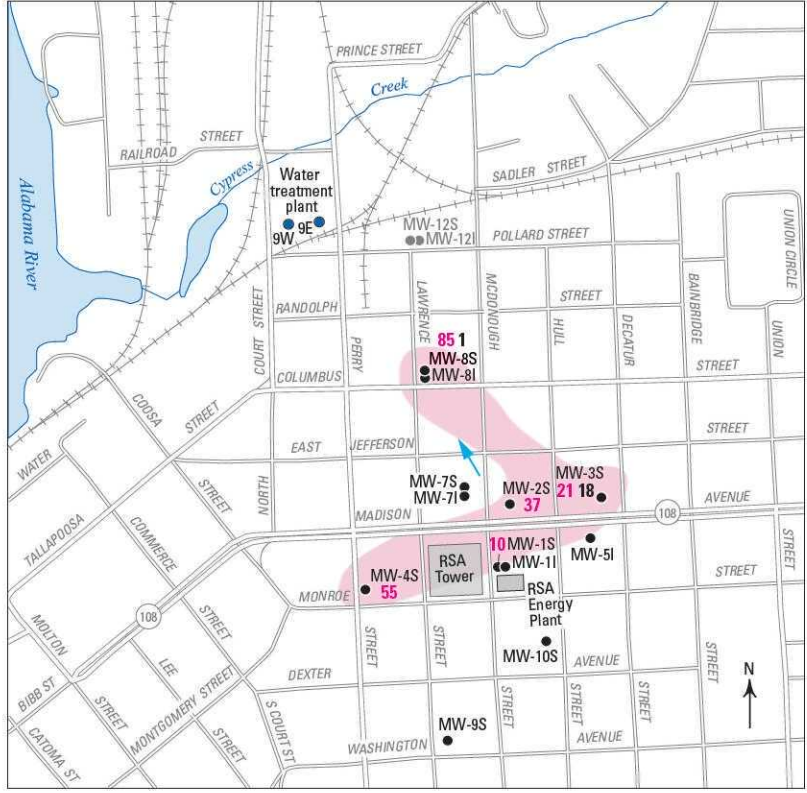 PRINCE STREET
Creek
RAILROAD
STREET
Cypress
SADLER STREET
Water
treatment
plant
9W
9E
MW-12S
MW-12I
POLLARD STREET
UNION CIRCLE
Alabama River
COURT STREET
RANDOLPH
STREET
LAWRENCE
MCDONOUGH
BAINBRIDGE
PERRY
HULL
DECATUR
UNION
85 1
MW-8S
MW-8I
COLUMBUS
STREET
COOSA
STREET
EAST
JEFFERSON
STREET
WATER
STREET
NORTH
MW-7S
MW-7I
MW-2S
37
MW-3S
21 18
MADISON
AVENUE
108
TALLAPOOSA
COMMERCE
10
MW-1S
MW-1I
MW-5I
RSA
Tower
MW-4S
55
MONROE
STREET
RSA
Energy
Plant
108
MOLTON
STREET
STREET
STREET
MW-10S
STREET
LEE
DEXTER
AVENUE
N
BIBB ST
MONTGOMERY STREET
STREET
S COURT ST
STREET
STREET
STREET
STREET
CATOMA ST
STREET
MW-9S
WASHINGTON
AVENUE